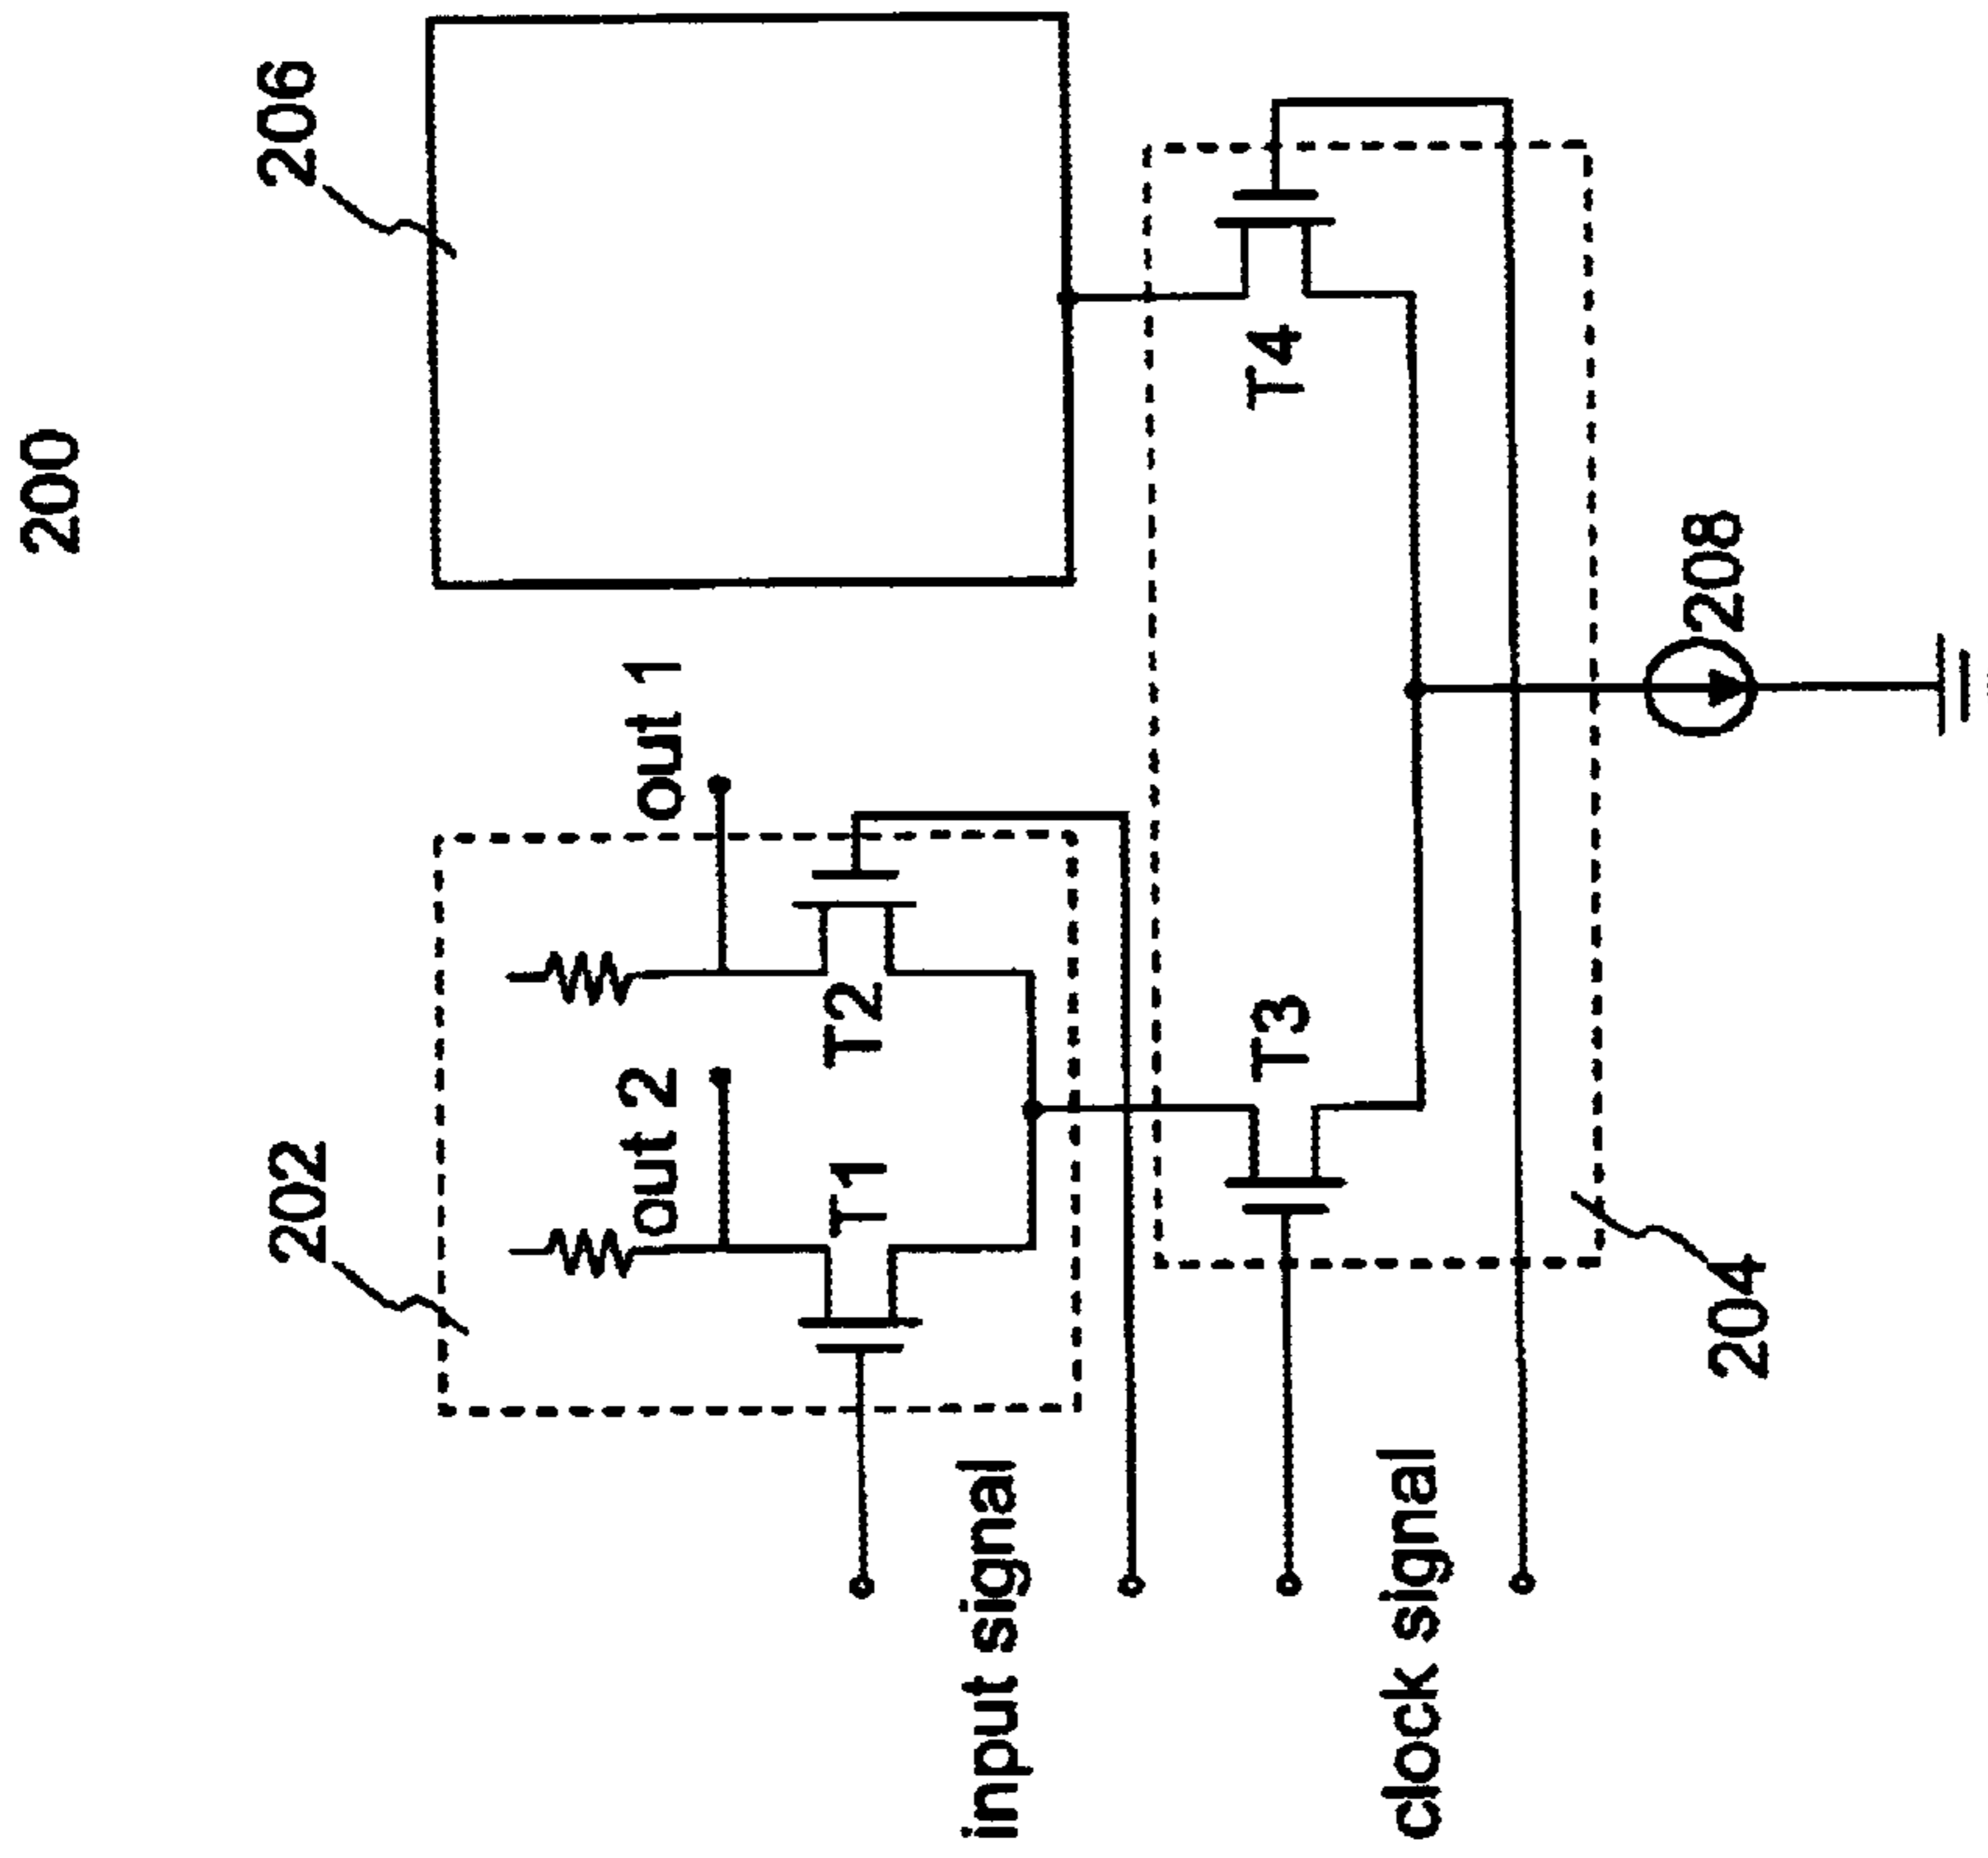 200
202
206
out 2
out 1
T1
T2
input signal
T3
T4
clock signal
204
208